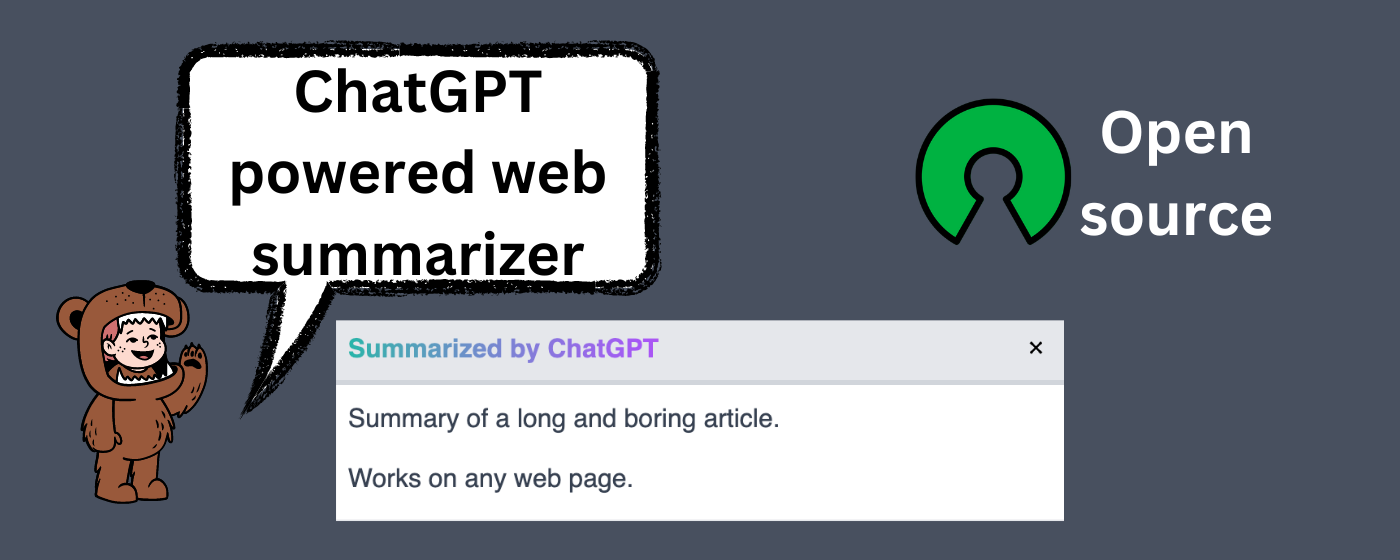 ChatGPT
powered web
summarizer
Open
source
Summarized by ChatGPT ×
Summary of a long and boring article.
Works on any web page.